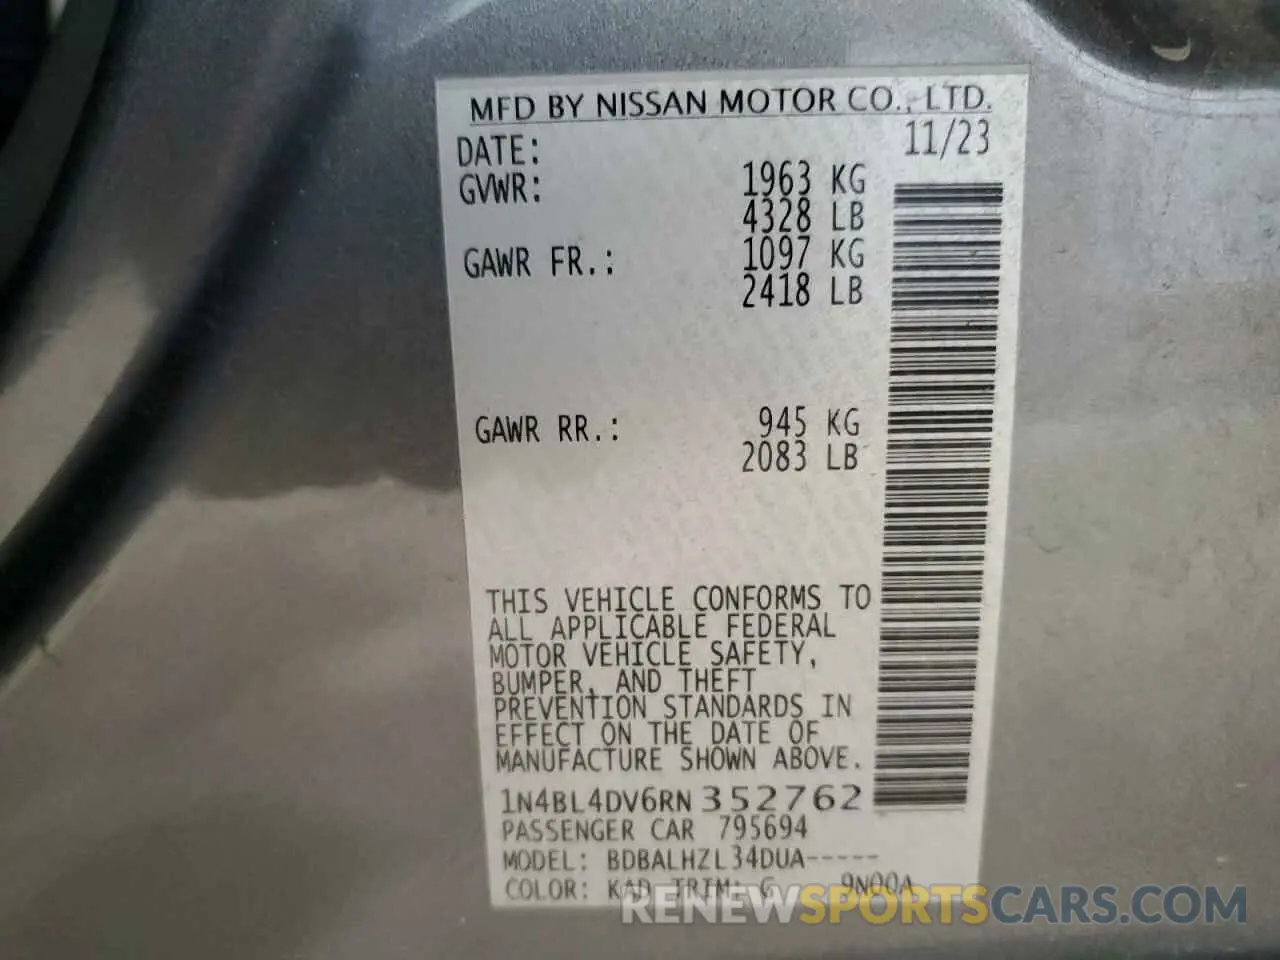 MFD BY NISSAN MOTOR CO., LTD.
DATE: 11/23
GVWR: 1963 KG
4328 LB
GAWR FR.: 1097 KG
2418 LB
GAWR RR.: 945 KG
2083 LB
THIS VEHICLE CONFORMS TO
ALL APPLICABLE FEDERAL
MOTOR VEHICLE SAFETY,
BUMPER, AND THEFT
PREVENTION STANDARDS IN
EFFECT ON THE DATE OF
MANUFACTURE SHOWN ABOVE.
1N4BL4DV6RN352762
PASSENGER CAR 795694
MODEL: BDBALHZL34DUA-----
COLOR: KAD TRIM: G 9N00A
RENEWSPORTSCARS.COM